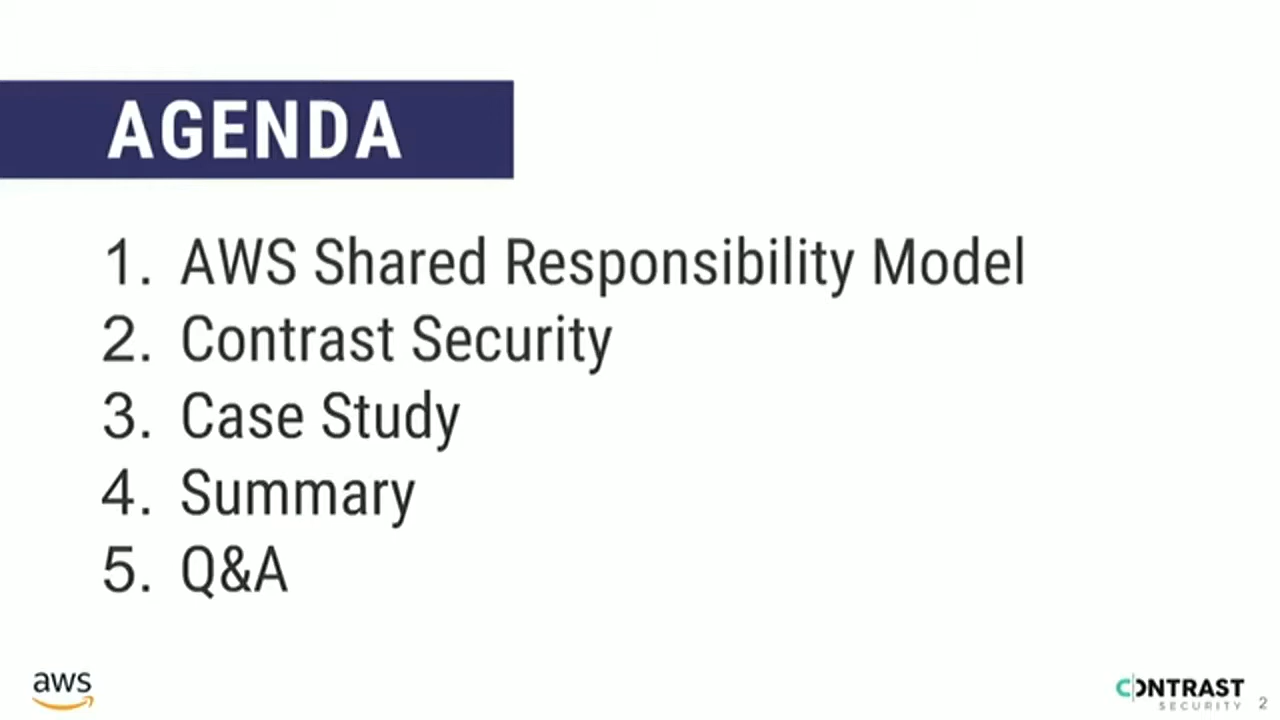 AGENDA
1. AWS Shared Responsibility Model
2. Contrast Security
3. Case Study
4. Summary
5. Q&A
aws
CONTRAST
SECURITY
2